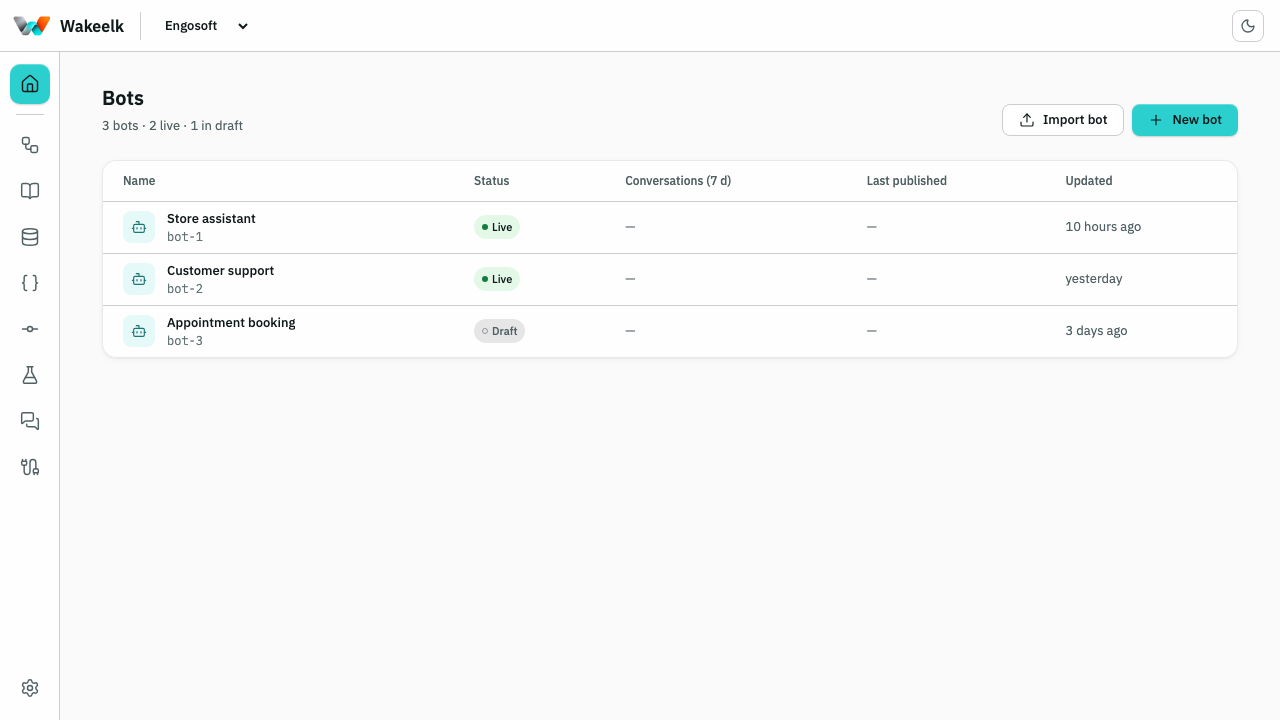 Wakeelk
Engosoft
Bots
3 bots · 2 live · 1 in draft
Import bot
New bot
Name Status Conversations (7 d) Last published Updated
Store assistant
bot-1
Live — — 10 hours ago
Customer support
bot-2
Live — — yesterday
Appointment booking
bot-3
Draft — — 3 days ago